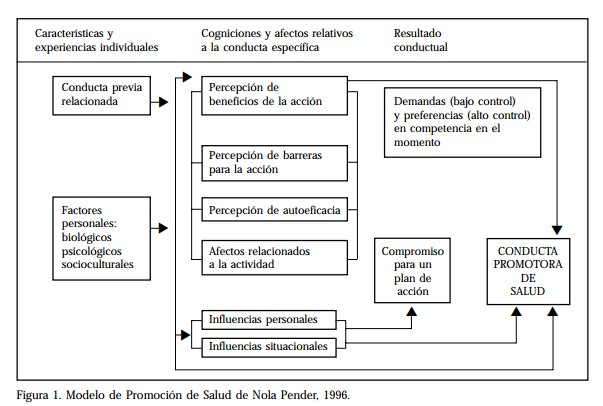 Características y
experiencias individuales
Cogniciones y afectos relativos
a la conducta específica
Resultado
conductual
Conducta previa
relacionada
Percepción de
beneficios de la acción
Demandas (bajo control)
y preferencias (alto control)
en competencia en el
momento
Percepción de barreras
para la acción
Factores
personales:
biológicos
psicológicos
socioculturales
Percepción de autoeficacia
Afectos relacionados
a la actividad
Compromiso
para un
plan de
acción
CONDUCTA
PROMOTORA
DE
SALUD
Influencias personales
Influencias situacionales
Figura 1. Modelo de Promoción de Salud de Nola Pender, 1996.